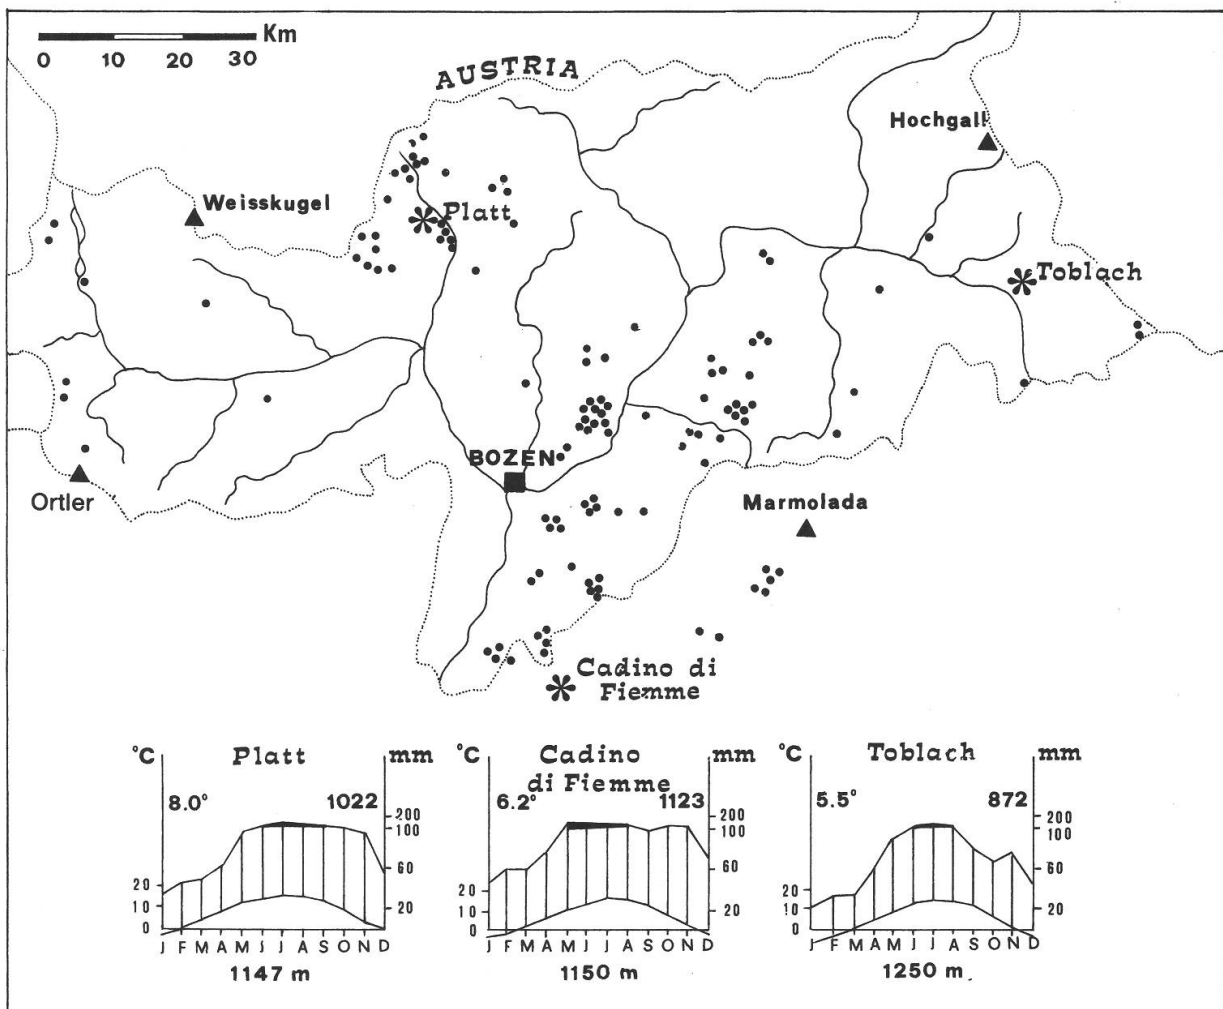 Km
0 10 20 30
AUSTRIA
Hochgall
Weisskugel
Platt
Toblach
BOZEN
Ortler
Marmolada
Cadino di
Fiemme
°C Platt mm
8.0° 1022
200
100
60
20
20
10
0
J F M A M J J A S O N D
1147 m
°C Cadino mm
di Fiemme
6.2° 1123
200
100
60
20
20
10
0
J F M A M J J A S O N D
1150 m
°C Toblach mm
5.5° 872
200
100
60
20
20
10
0
J F M A M J J A S O N D
1250 m